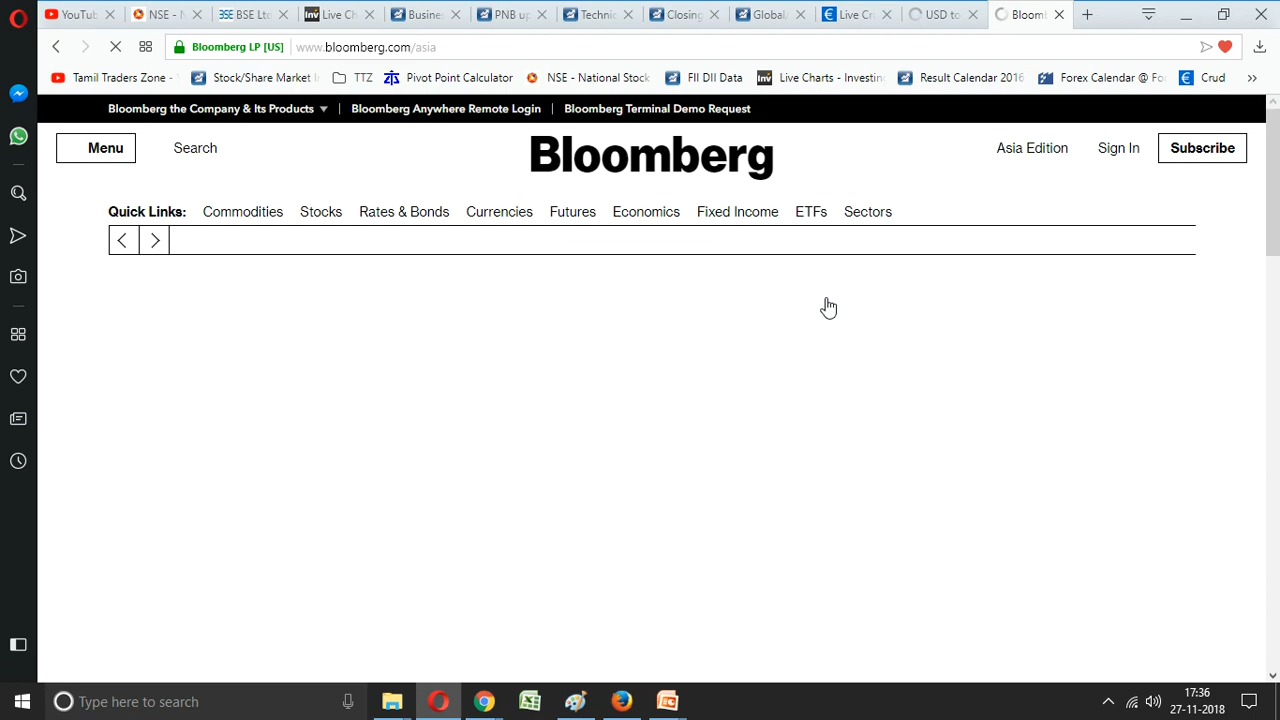 YouTub NSE - N BSE Ltd Live Ch Busines PNB up Technic Closing Global Live Cru USD to Bloomb
Bloomberg LP [US] www.bloomberg.com/asia
Tamil Traders Zone - Stock/Share Market I TTZ Pivot Point Calculator NSE - National Stock FII DII Data Live Charts - Investing Result Calendar 2016 Forex Calendar @ Fo Crud
Bloomberg the Company & Its Products Bloomberg Anywhere Remote Login Bloomberg Terminal Demo Request
Menu Search Bloomberg Asia Edition Sign In Subscribe
Quick Links: Commodities Stocks Rates & Bonds Currencies Futures Economics Fixed Income ETFs Sectors
Type here to search
17:36
27-11-2018